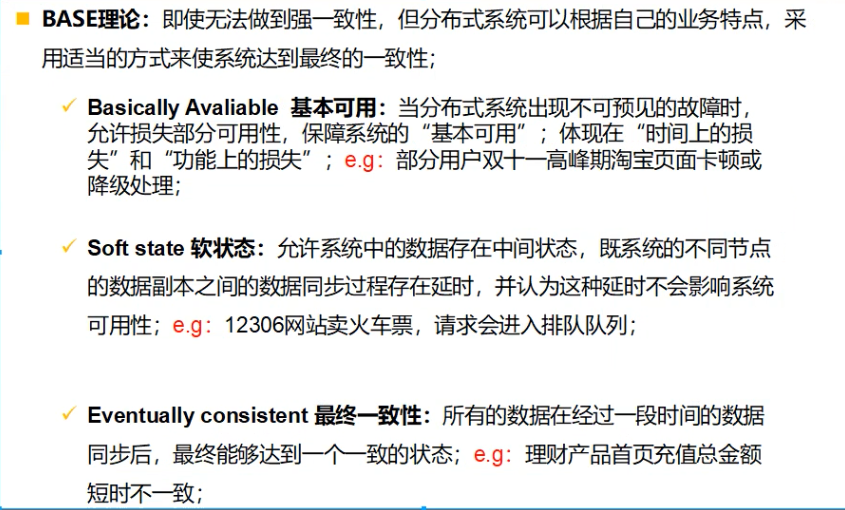 BASE理论：即使无法做到强一致性，但分布式系统可以根据自己的业务特点，采
用适当的方式来使系统达到最终的一致性；
Basically Avaliable 基本可用：当分布式系统出现不可预见的故障时，
允许损失部分可用性，保障系统的“基本可用”；体现在“时间上的损
失”和“功能上的损失”；e.g：部分用户双十一高峰期淘宝页面卡顿或
降级处理；
Soft state 软状态：允许系统中的数据存在中间状态，既系统的不同节点
的数据副本之间的数据同步过程存在延时，并认为这种延时不会影响系统
可用性；e.g：12306网站卖火车票，请求会进入排队队列；
Eventually consistent 最终一致性：所有的数据在经过一段时间的数据
同步后，最终能够达到一个一致的状态；e.g：理财产品首页充值总金额
短时不一致；